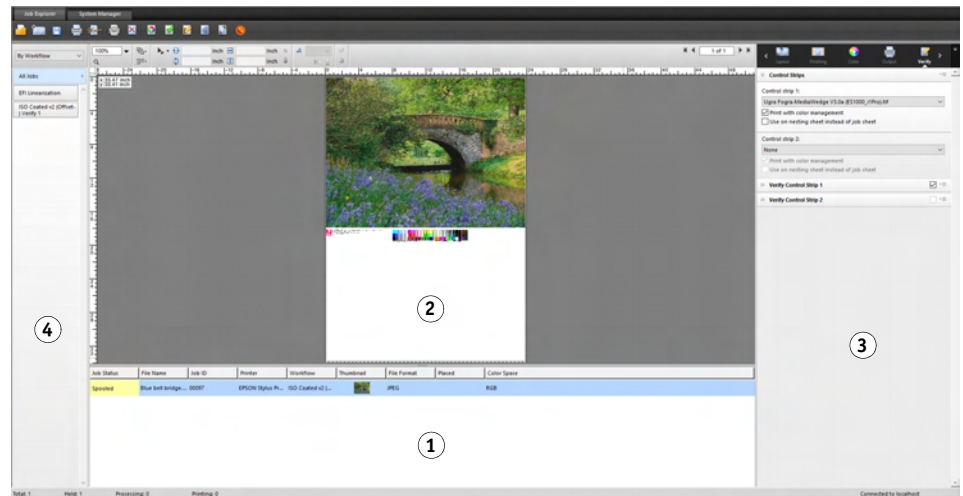 Job Explorer System Manager
By Workflow
100%
inch
inch
inch
inch
1 of 1
Layout
Finishing
Color
Output
Verify
All Jobs
EFI Linearization
ISO Coated v2 (Offset-
) Verify 1
Control Strips
Control strip 1:
Ugra Fogra-MediaWedge V3.0a (ES1000_i1Pro).tif
Print with color management
Use on nesting sheet instead of job sheet
Control strip 2:
None
Print with color management
Use on nesting sheet instead of job sheet
Verify Control Strip 1
Verify Control Strip 2
2
4
3
Job Status File Name Job ID Printer Workflow Thumbnail File Format Placed Color Space
Spooled Blue bell bridge... 00097 EPSON Stylus Pr... ISO Coated v2 (... JPEG RGB
1
Total: 1 Held: 1 Processing: 0 Printing: 0 Connected to localhost